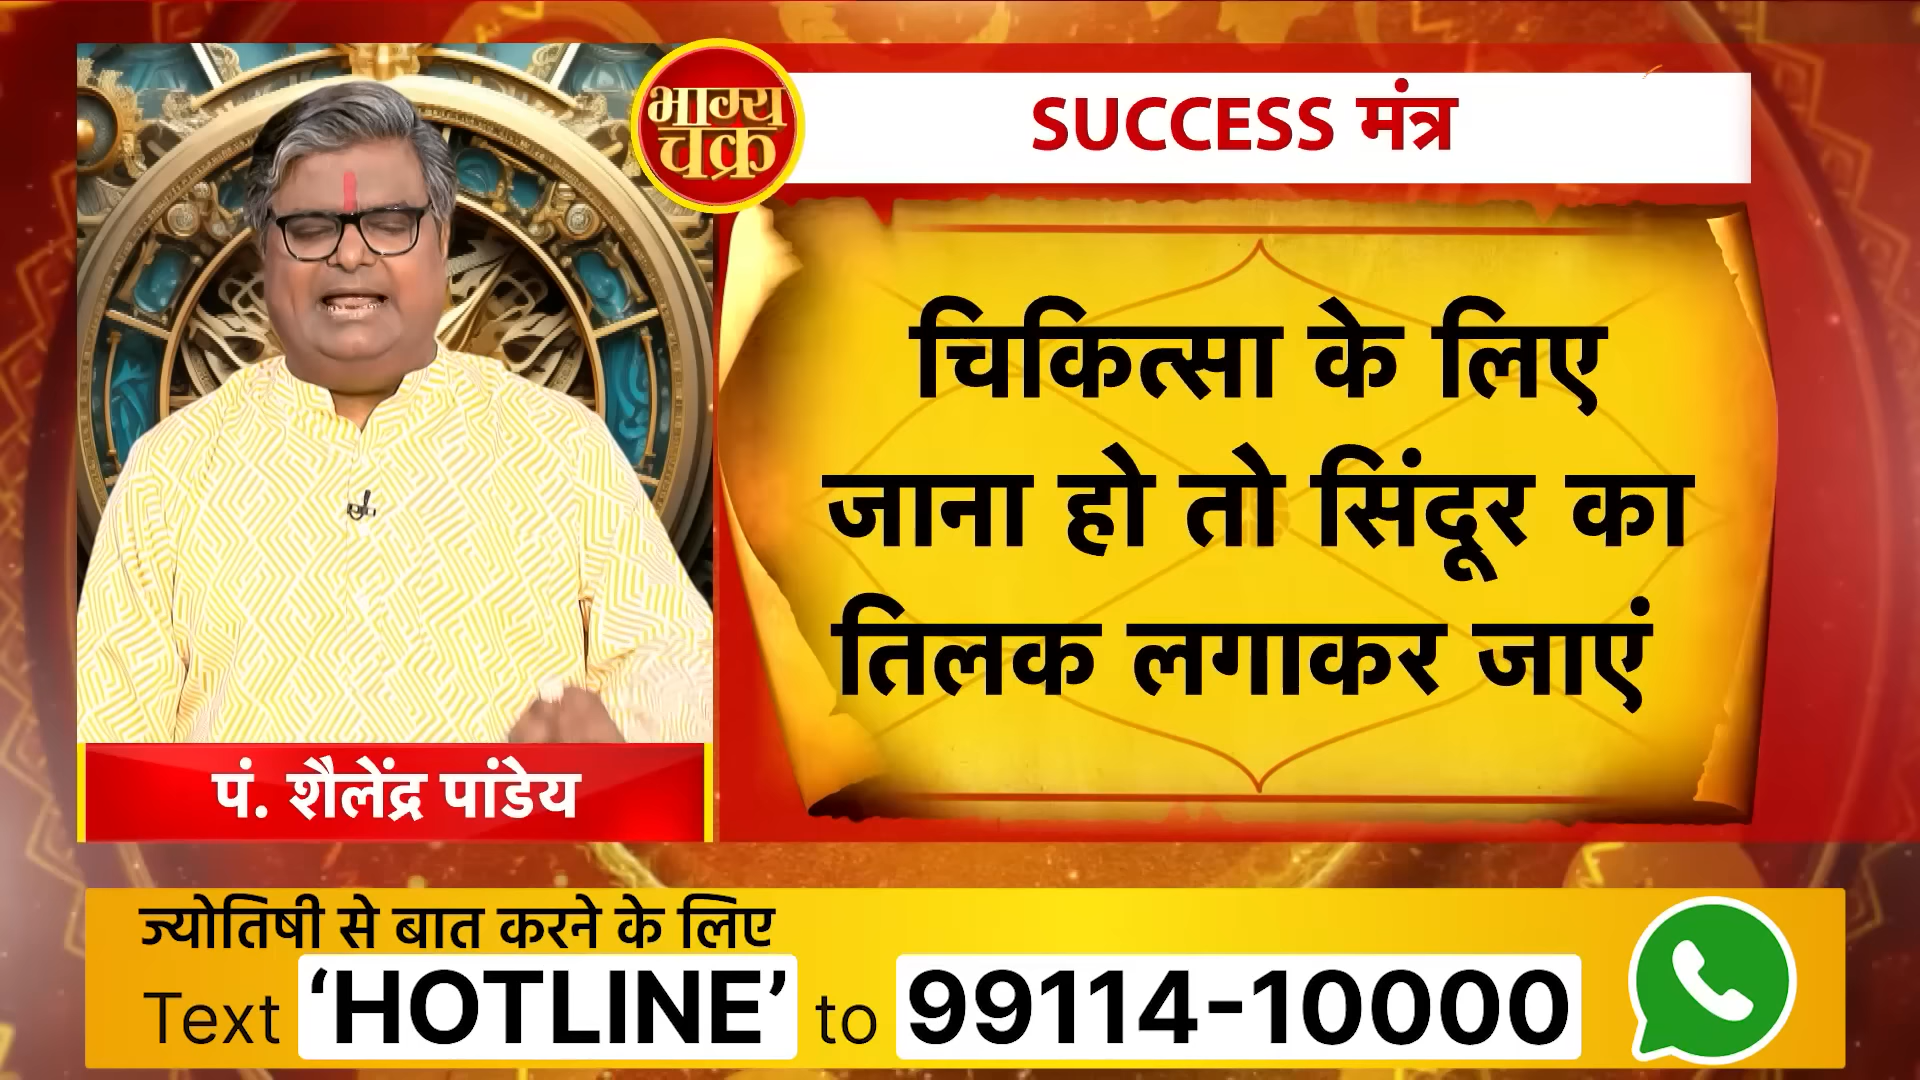 भाग्य
चक्र
SUCCESS मंत्र
चिकित्सा के लिए
जाना हो तो सिंदूर का
तिलक लगाकर जाएं
पं. शैलेंद्र पांडेय
ज्योतिषी से बात करने के लिए
Text ‘HOTLINE’ to 99114-10000